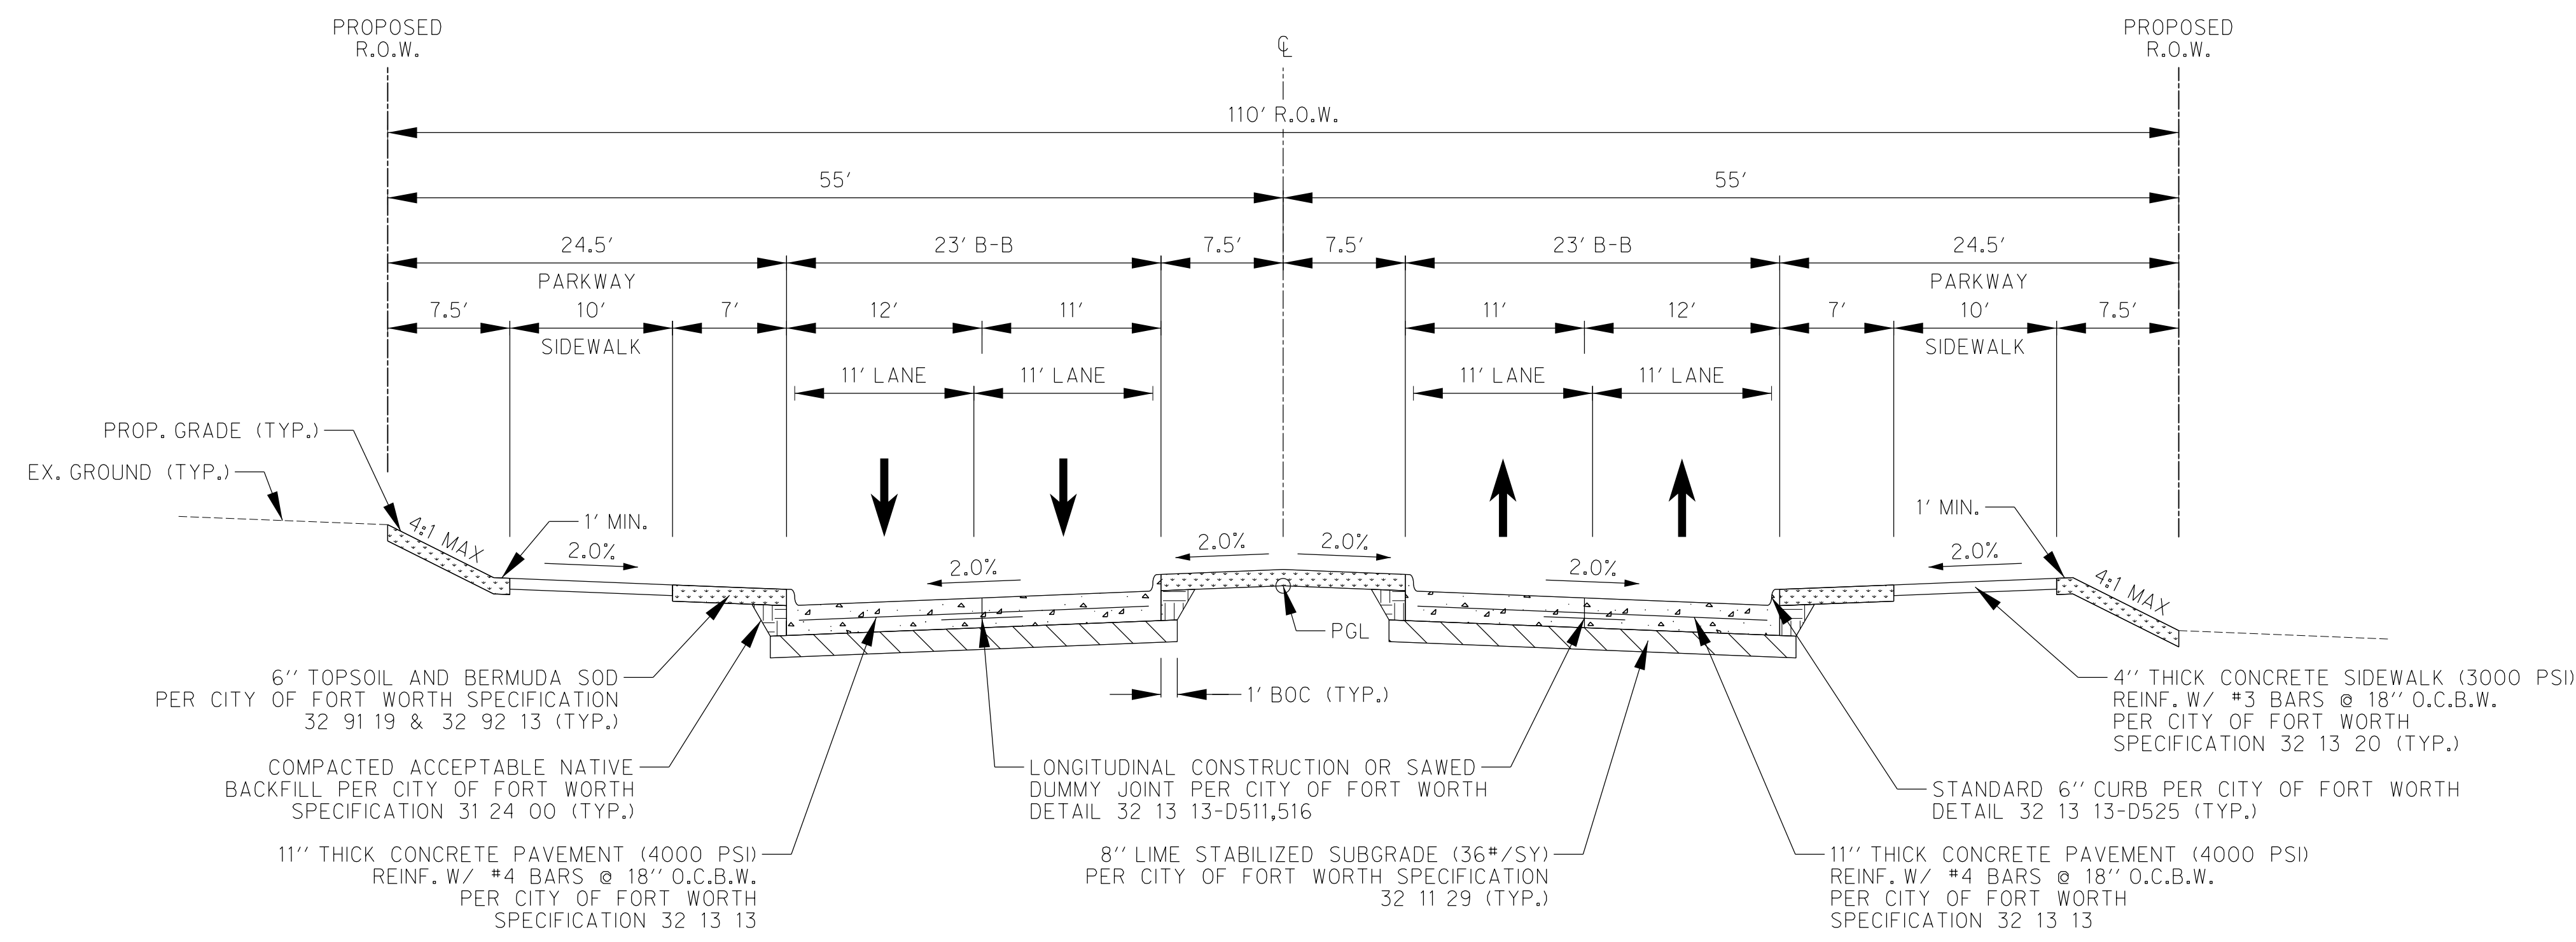 PROPOSED
R.O.W.
℄
PROPOSED
R.O.W.
110' R.O.W.
55'
55'
24.5'
23' B-B
7.5'
7.5'
23' B-B
24.5'
PARKWAY
PARKWAY
7.5'
10'
7'
12'
11'
11'
12'
7'
10'
7.5'
SIDEWALK
SIDEWALK
11' LANE
11' LANE
11' LANE
11' LANE
PROP. GRADE (TYP.)
EX. GROUND (TYP.)
4:1 MAX
1' MIN.
2.0%
2.0%
2.0%
2.0%
2.0%
2.0%
1' MIN.
4:1 MAX
PGL
1' BOC (TYP.)
6'' TOPSOIL AND BERMUDA SOD
PER CITY OF FORT WORTH SPECIFICATION
32 91 19 & 32 92 13 (TYP.)
COMPACTED ACCEPTABLE NATIVE
BACKFILL PER CITY OF FORT WORTH
SPECIFICATION 31 24 00 (TYP.)
11'' THICK CONCRETE PAVEMENT (4000 PSI)
REINF. W/ #4 BARS @ 18'' O.C.B.W.
PER CITY OF FORT WORTH
SPECIFICATION 32 13 13
LONGITUDINAL CONSTRUCTION OR SAWED
DUMMY JOINT PER CITY OF FORT WORTH
DETAIL 32 13 13-D511,516
8'' LIME STABILIZED SUBGRADE (36#/SY)
PER CITY OF FORT WORTH SPECIFICATION
32 11 29 (TYP.)
4'' THICK CONCRETE SIDEWALK (3000 PSI)
REINF. W/ #3 BARS @ 18'' O.C.B.W.
PER CITY OF FORT WORTH
SPECIFICATION 32 13 20 (TYP.)
STANDARD 6'' CURB PER CITY OF FORT WORTH
DETAIL 32 13 13-D525 (TYP.)
11'' THICK CONCRETE PAVEMENT (4000 PSI)
REINF. W/ #4 BARS @ 18'' O.C.B.W.
PER CITY OF FORT WORTH
SPECIFICATION 32 13 13